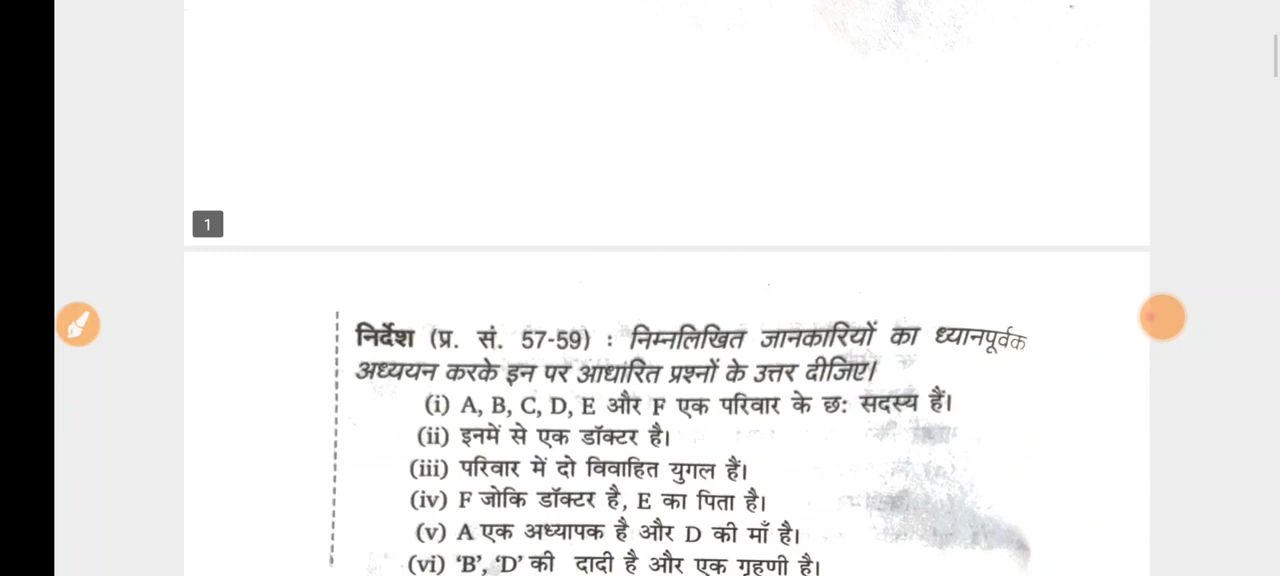 1
निर्देश (प्र. सं. 57-59) : निम्नलिखित जानकारियों का ध्यानपूर्वक
अध्ययन करके इन पर आधारित प्रश्नों के उत्तर दीजिए।
(i) A, B, C, D, E और F एक परिवार के छ: सदस्य हैं।
(ii) इनमें से एक डॉक्टर है।
(iii) परिवार में दो विवाहित युगल हैं।
(iv) F जोकि डॉक्टर है, E का पिता है।
(v) A एक अध्यापक है और D की माँ है।
(vi) ‘B’, ‘D’ की दादी है और एक गृहणी है।